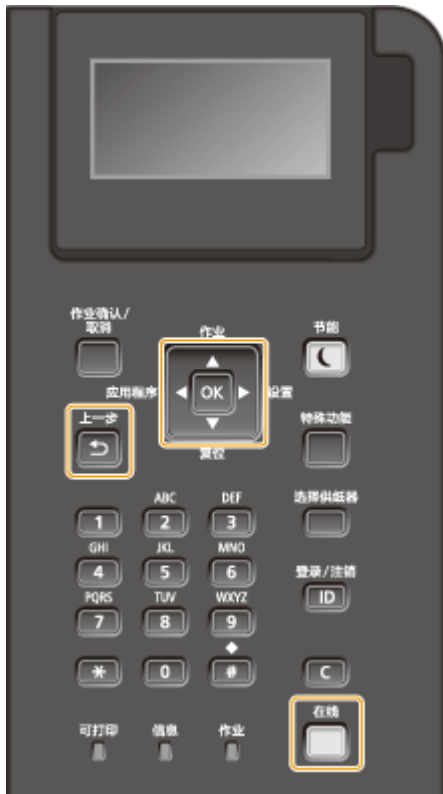 作业确认/
取消
作业
节能
应用程序
OK
设置
上一步
复位
特殊功能
选择供纸器
ABC
DEF
1
2
3
GHI
JKL
MNO
4
5
6
登录/注销
ID
PQRS
TUV
WXYZ
7
8
9
*
0
#
C
可打印
信息
作业
在线